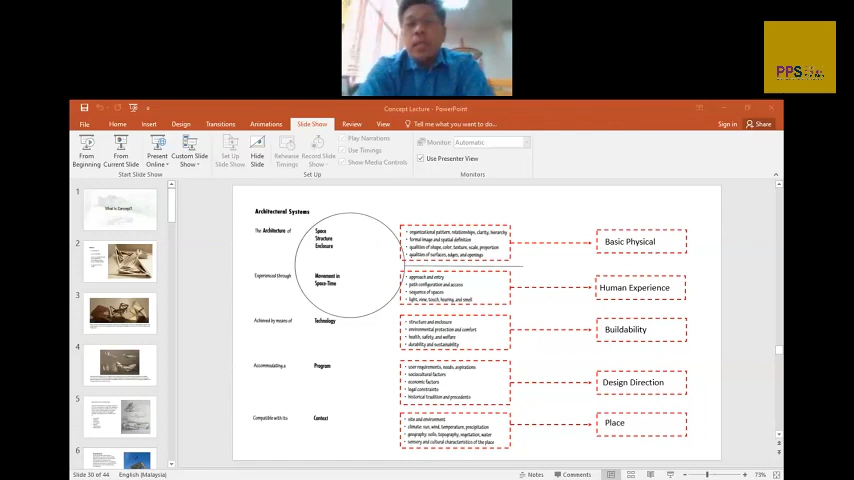 PPS
Concept Lecture - PowerPoint
File Home Insert Design Transitions Animations Slide Show Review View Tell me what you want to do... Sign in Share
Play Narrations
Use Timings
Show Media Controls
Monitor: Automatic
Use Presenter View
From Beginning
From Current Slide
Present Online
Custom Slide Show
Set Up Slide Show
Hide Slide
Rehearse Timings
Record Slide Show
Start Slide Show
Set Up
Monitors
1
What is Concept?
2
3
4
5
6
Architectural Systems
The Architecture of
Space
Structure
Enclosure
• organizational pattern, relationships, clarity, hierarchy
• formal image and spatial definition
• qualities of shape, color, texture, scale, proportion
• qualities of surfaces, edges, and openings
Basic Physical
Experienced through
Movement in
Space-Time
• approach and entry
• path configuration and access
• sequence of spaces
• light, view, touch, hearing, and smell
Human Experience
Achieved by means of
Technology
• structure and enclosure
• environmental protection and comfort
• health, safety, and welfare
• durability and sustainability
Buildability
Accommodating a
Program
• user requirements, needs, aspirations
• sociocultural factors
• economic factors
• legal constraints
• historical tradition and precedents
Design Direction
Compatible with its
Context
• site and environment
• climate: sun, wind, temperature, precipitation
• geography: soils, topography, vegetation, water
• sensory and cultural characteristics of the place
Place
Slide 30 of 44 English (Malaysia) Notes Comments 73%